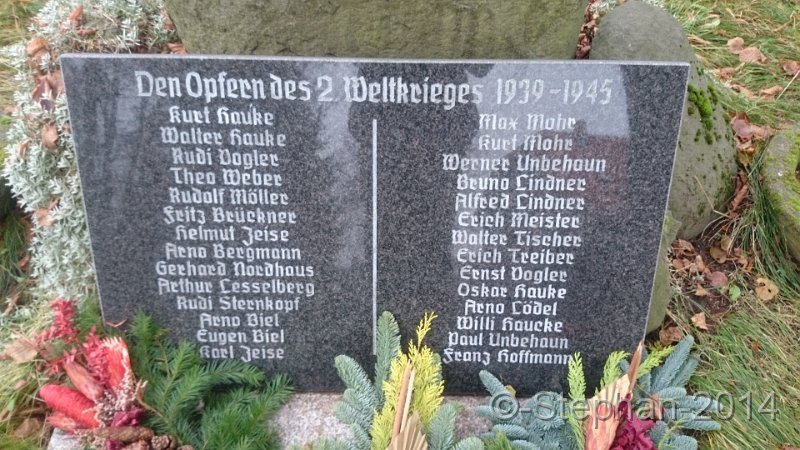 Den Opfern des 2. Weltkrieges 1939-1945
Kurt Hauke
Walter Hauke
Rudi Vogler
Theo Weber
Rudolf Möller
Fritz Brückner
Helmut Jeise
Arno Bergmann
Gerhard Nordhaus
Arthur Lesselberg
Rudi Sternkopf
Arno Biel
Eugen Biel
Karl Jeise
Max Mohr
Kurt Mohr
Werner Unbehaun
Bruno Lindner
Alfred Lindner
Erich Meister
Walter Tischer
Erich Treiber
Ernst Vogler
Oskar Hauke
Arno Lödel
Willi Haucke
Paul Unbehaun
Franz Hoffmann
©-Stephan-2014